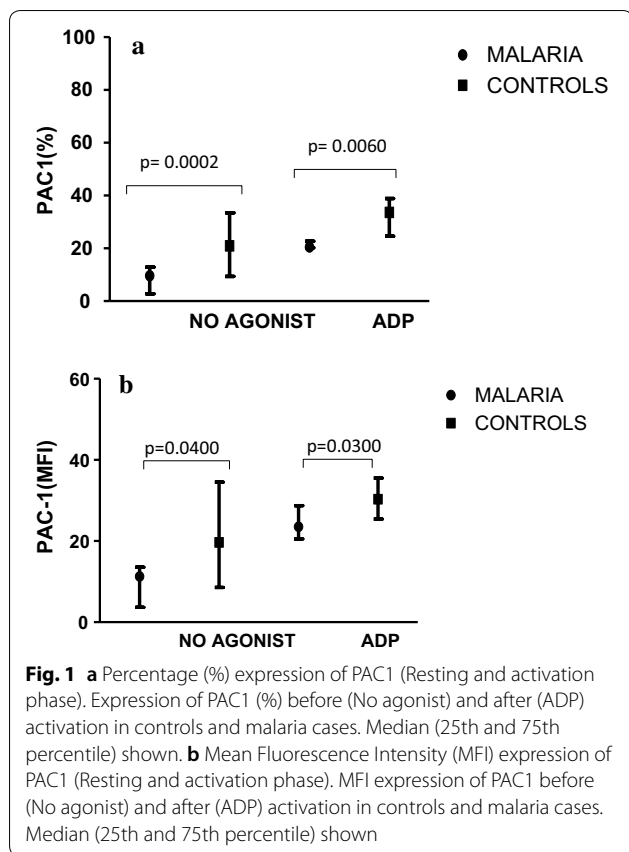 a
MALARIA
CONTROLS
100
80
60
40
20
0
PAC1(%)
p= 0.0002
p= 0.0060
NO AGONIST
ADP
b
MALARIA
CONTROLS
60
40
20
0
PAC-1(MFI)
p=0.0400
p=0.0300
NO AGONIST
ADP
Fig. 1 a Percentage (%) expression of PAC1 (Resting and activation
phase). Expression of PAC1 (%) before (No agonist) and after (ADP)
activation in controls and malaria cases. Median (25th and 75th
percentile) shown. b Mean Fluorescence Intensity (MFI) expression of
PAC1 (Resting and activation phase). MFI expression of PAC1 before
(No agonist) and after (ADP) activation in controls and malaria cases.
Median (25th and 75th percentile) shown